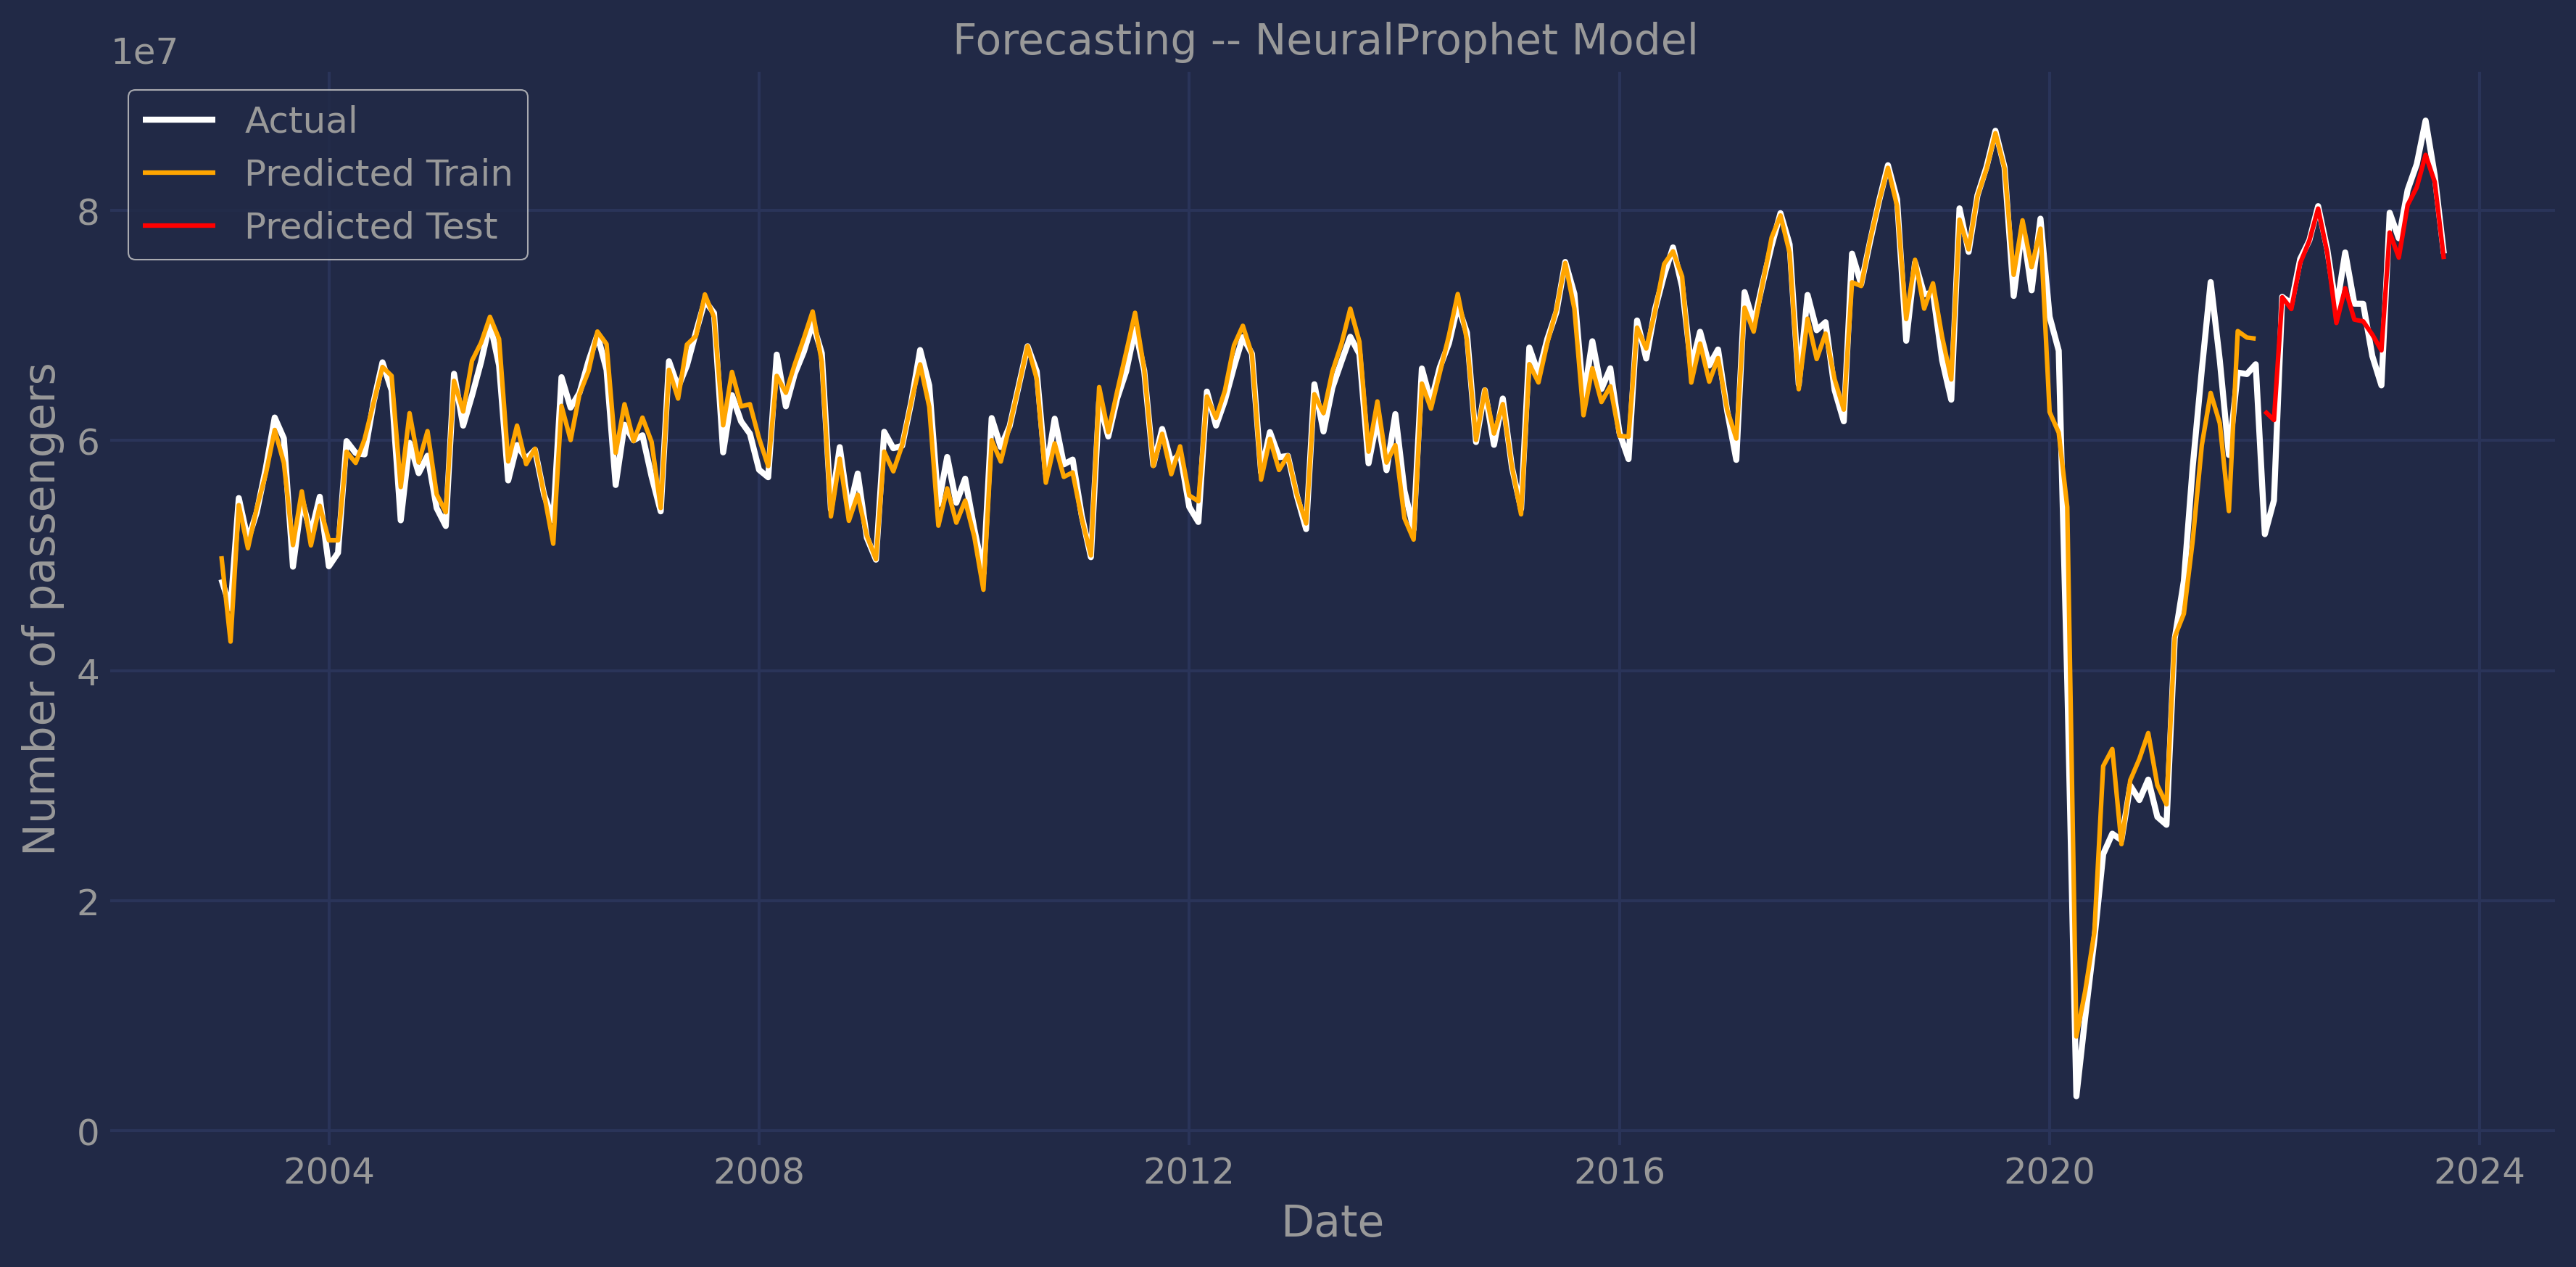 Forecasting -- NeuralProphet Model
1e7
Actual
Predicted Train
Predicted Test
Number of passengers
8
6
4
2
0
2004 2008 2012 2016 2020 2024
Date